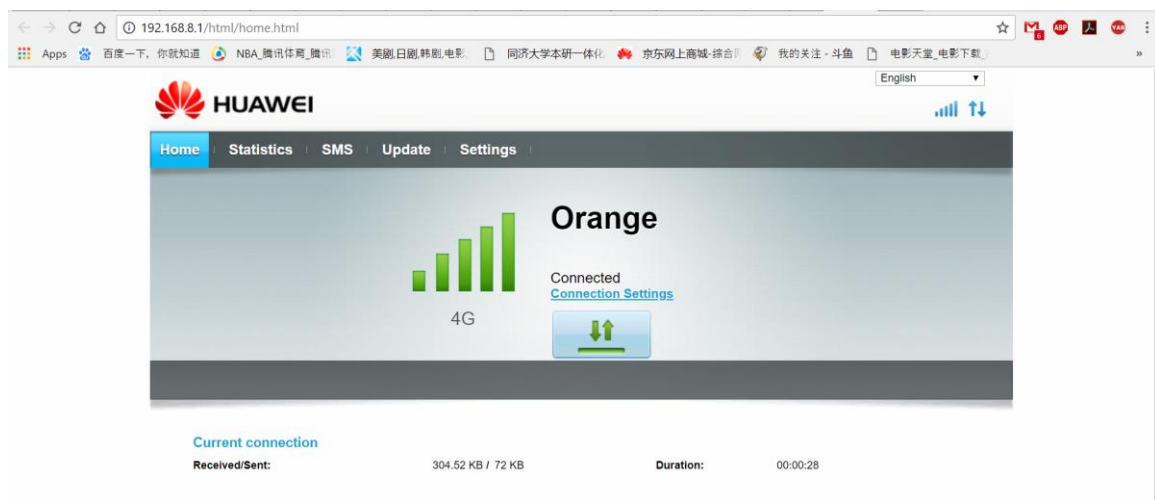 192.168.8.1/html/home.html
6 ABP YAB
Apps 百度一下，你就知道 NBA_腾讯体育_腾讯 美剧,日剧,韩剧,电影, 同济大学本研一体化 京东网上商城-综合 我的关注 - 斗鱼 电影天堂_电影下载_ »
English
HUAWEI
Home Statistics SMS Update Settings
Orange
Connected
Connection Settings
4G
Current connection
Received/Sent: 304.52 KB / 72 KB Duration: 00:00:28